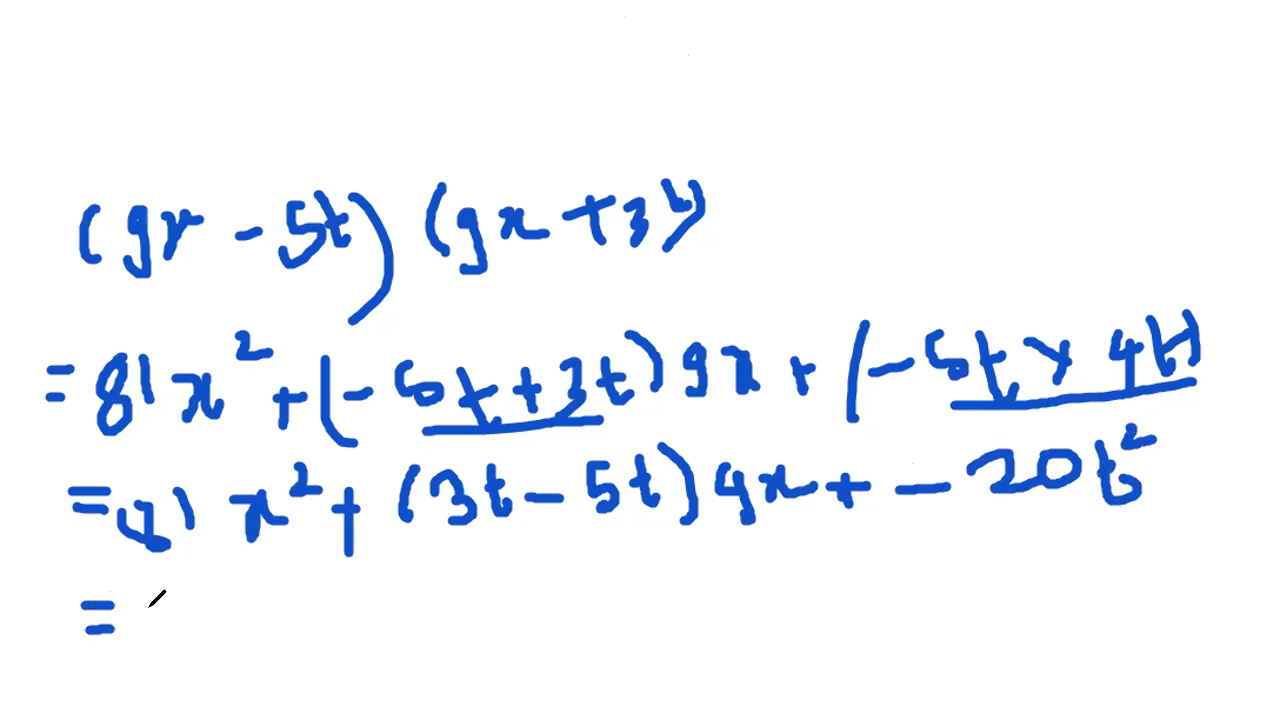 (9x - 5t) (9x + 3t)
= 81x² + (-5t + 3t) 9x + (-5t x 4t)
= 81x² + (3t - 5t) 9x + - 20t²
=